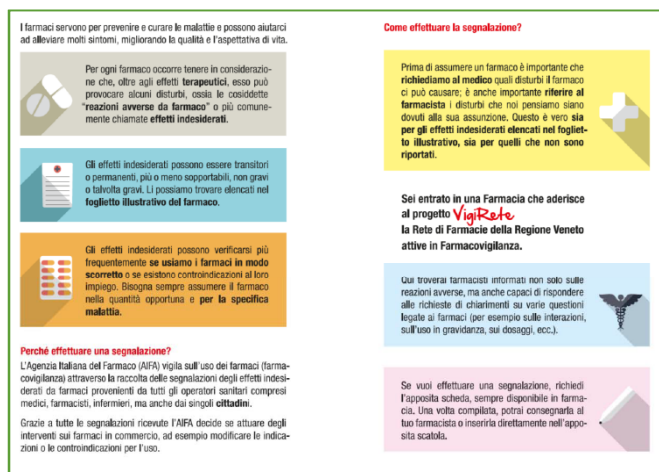 I farmaci servono per prevenire e curare le malattie e possono aiutarci
ad alleviare molti sintomi, migliorando la qualità e l'aspettativa di vita.
Per ogni farmaco occorre tenere in considerazio-
ne che, oltre agli effetti terapeutici, esso può
provocare alcuni disturbi, ossia le cosiddette
"reazioni avverse da farmaco" o più comune-
mente chiamate effetti indesiderati.
Gli effetti indesiderati possono essere transitori
o permanenti, più o meno sopportabili, non gravi
o talvolta gravi. Li possiamo trovare elencati nel
foglietto illustrativo del farmaco.
Gli effetti indesiderati possono verificarsi più
frequentemente se usiamo i farmaci in modo
scorretto o se esistono controindicazioni al loro
impiego. Bisogna sempre assumere il farmaco
nella quantità opportuna e per la specifica
malattia.
Perché effettuare una segnalazione?
L'Agenzia Italiana del Farmaco (AIFA) vigila sull'uso dei farmaci (farma-
covigilanza) attraverso la raccolta delle segnalazioni degli effetti indesi-
derati da farmaci provenienti da tutti gli operatori sanitari compresi
medici, farmacisti, infermieri, ma anche dai singoli cittadini.
Grazie a tutte le segnalazioni ricevute l'AIFA decide se attuare degli
interventi sui farmaci in commercio, ad esempio modificare le indica-
zioni o le controindicazioni per l'uso.
Come effettuare la segnalazione?
Prima di assumere un farmaco è importante che
richiediamo al medico quali disturbi il farmaco
ci può causare; è anche importante riferire al
farmacista i disturbi che noi pensiamo siano
dovuti alla sua assunzione. Questo è vero sia
per gli effetti indesiderati elencati nel fogliet-
to illustrativo, sia per quelli che non sono
riportati.
Sei entrato in una Farmacia che aderisce
al progetto VigiRete
la Rete di Farmacie della Regione Veneto
attive in Farmacovigilanza.
Qui troverai farmacisti informati non solo sulle
reazioni avverse, ma anche capaci di rispondere
alle richieste di chiarimenti su varie questioni
legate ai farmaci (per esempio sulle interazioni,
sull'uso in gravidanza, sui dosaggi, ecc.).
Se vuoi effettuare una segnalazione, richiedi
l'apposita scheda, sempre disponibile in farma-
cia. Una volta compilata, potrai consegnarla al
tuo farmacista o inserirla direttamente nell'appo-
sita scatola.